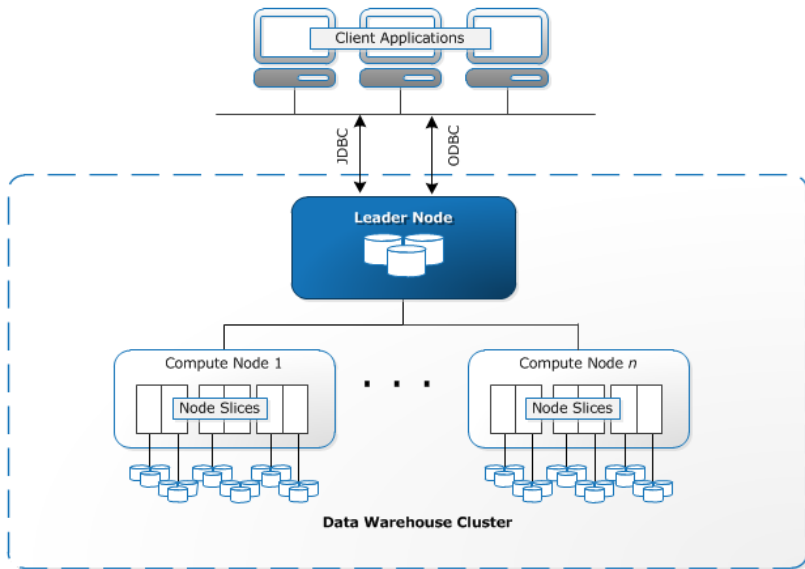 Client Applications
JDBC
ODBC
Leader Node
Compute Node 1
Compute Node n
Node Slices
Node Slices
Data Warehouse Cluster